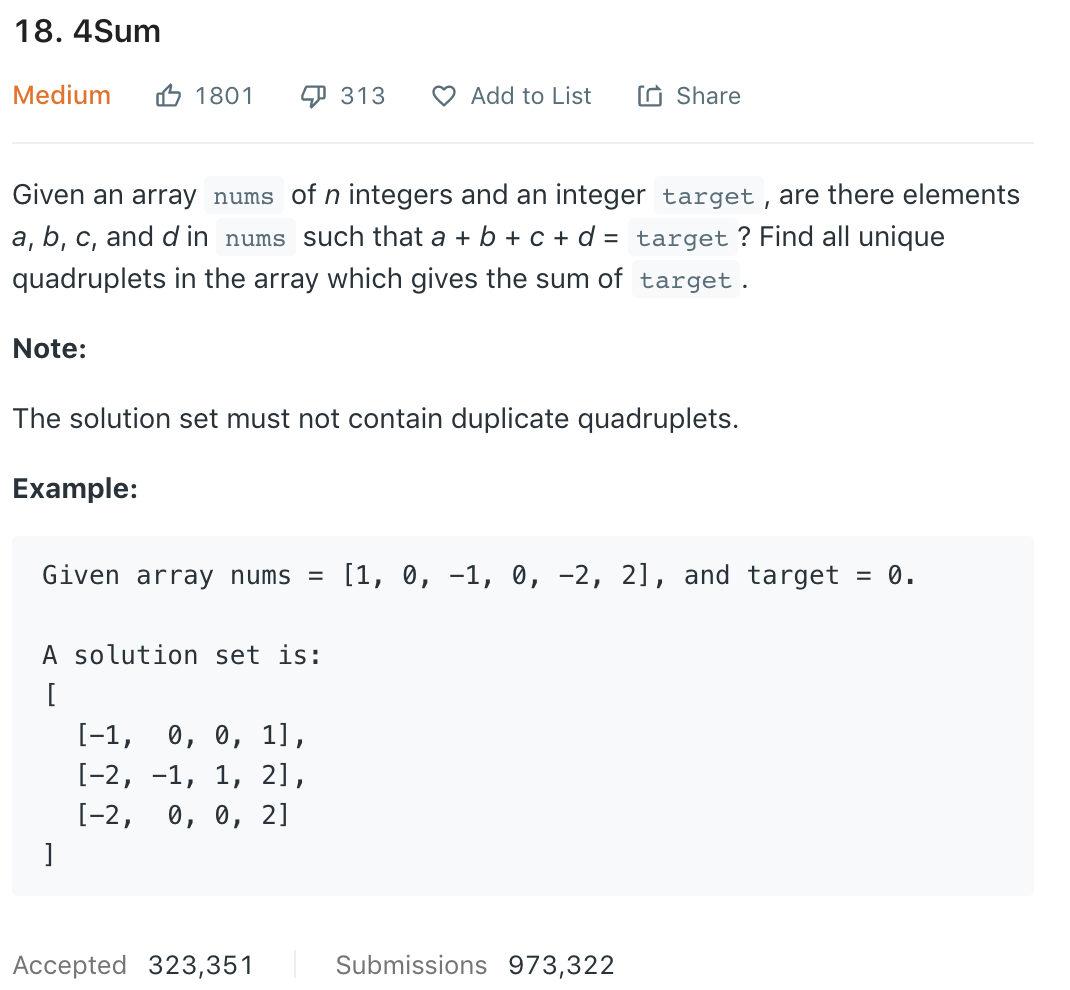 18. 4Sum
Medium 1801 313 Add to List Share
Given an array nums of n integers and an integer target , are there elements
a, b, c, and d in nums such that a + b + c + d = target ? Find all unique
quadruplets in the array which gives the sum of target .
Note:
The solution set must not contain duplicate quadruplets.
Example:
Given array nums = [1, 0, −1, 0, −2, 2], and target = 0.
A solution set is:
[
[−1, 0, 0, 1],
[−2, −1, 1, 2],
[−2, 0, 0, 2]
]
Accepted 323,351 Submissions 973,322